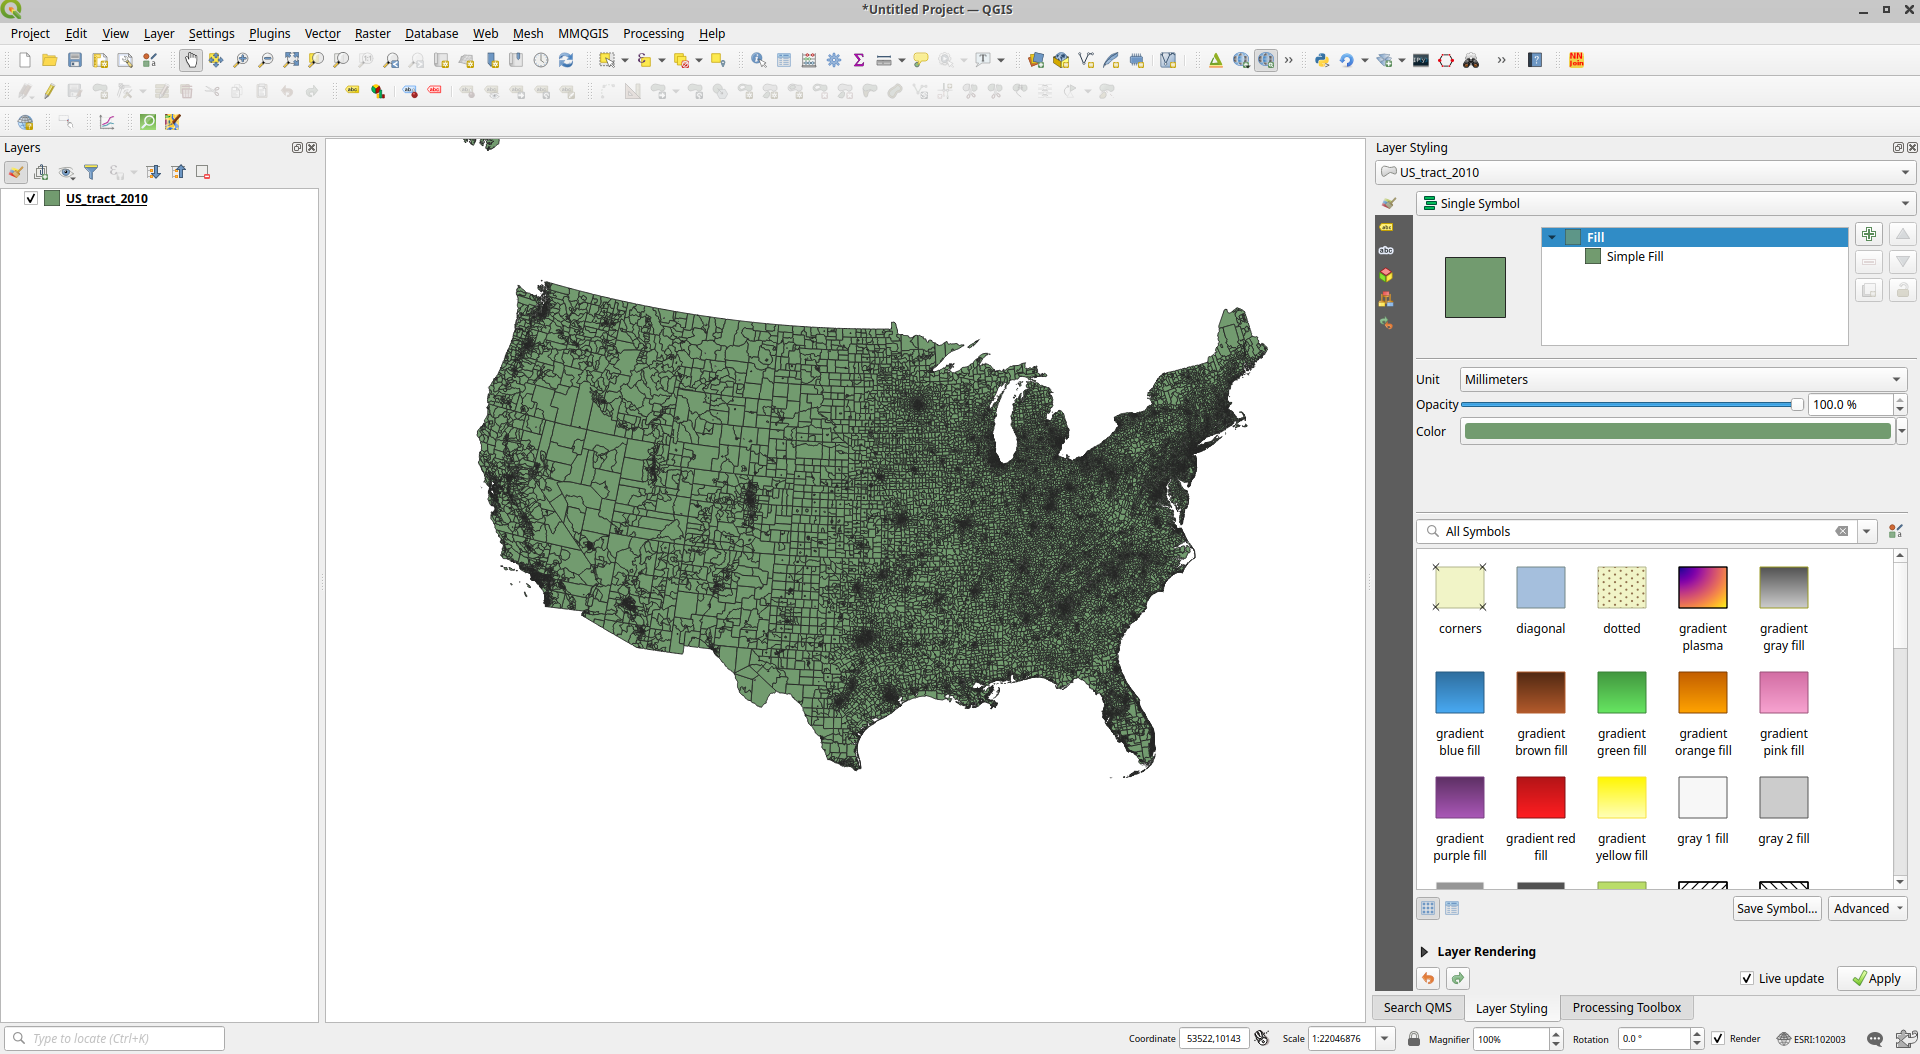 *Untitled Project — QGIS
Project Edit View Layer Settings Plugins Vector Raster Database Web Mesh MMQGIS Processing Help
Layers
US_tract_2010
Layer Styling
US_tract_2010
Single Symbol
Fill
Simple Fill
Unit Millimeters
Opacity 100.0 %
Color
All Symbols
corners diagonal dotted gradient plasma gradient gray fill
gradient blue fill gradient brown fill gradient green fill gradient orange fill gradient pink fill
gradient purple fill gradient red fill gradient yellow fill gray 1 fill gray 2 fill
Save Symbol... Advanced
Layer Rendering
Live update Apply
Search QMS Layer Styling Processing Toolbox
Type to locate (Ctrl+K) Coordinate 53522,10143 Scale 1:22046876 Magnifier 100% Rotation 0.0 ° Render ESRI:102003